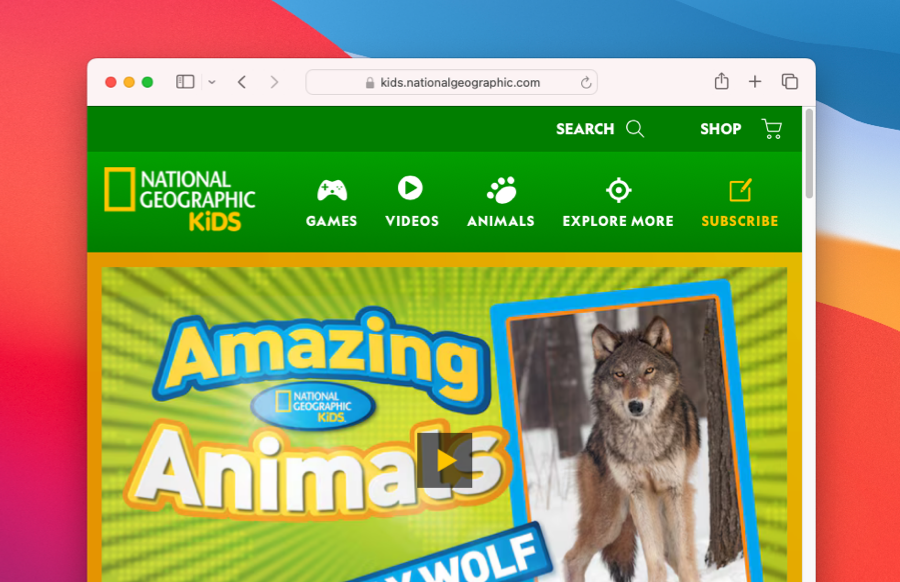 kids.nationalgeographic.com
SEARCH
SHOP
NATIONAL
GEOGRAPHIC
KiDS
GAMES
VIDEOS
ANIMALS
EXPLORE MORE
SUBSCRIBE
Amazing
NATIONAL
GEOGRAPHIC
KiDS
Animals
WOLF